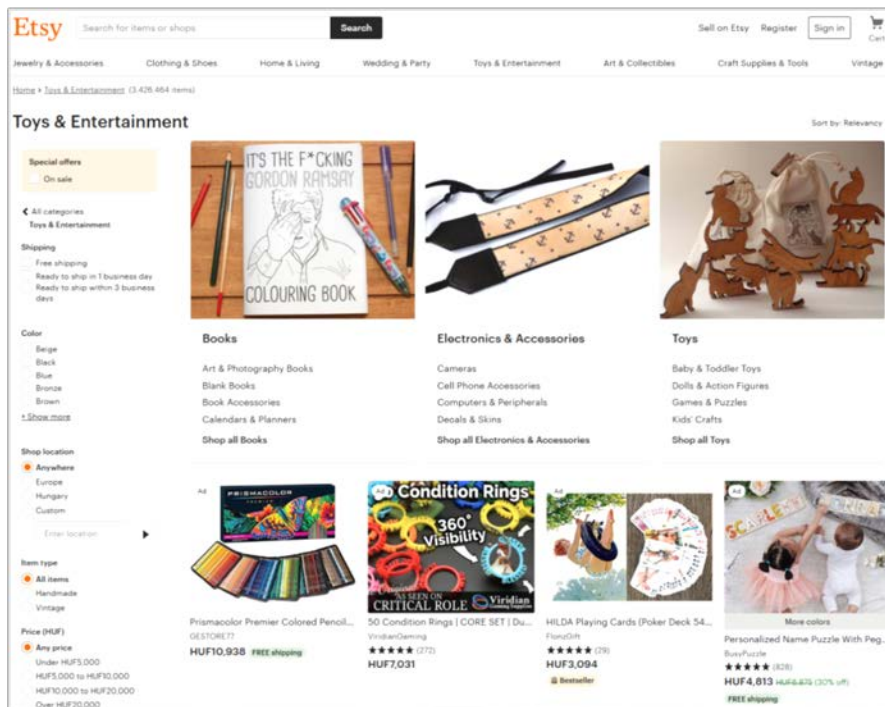 Etsy
Search for items or shops
Search
Sell on Etsy
Register
Sign in
Cart
Jewelry & Accessories
Clothing & Shoes
Home & Living
Wedding & Party
Toys & Entertainment
Art & Collectibles
Craft Supplies & Tools
Vintage
Home
Toys & Entertainment (3,426,464 items)
Toys & Entertainment
Sort by: Relevancy
Special offers
On sale
All categories
Toys & Entertainment
Shipping
Free shipping
Ready to ship in 1 business day
Ready to ship within 3 business
days
Color
Beige
Black
Blue
Bronze
Brown
+ Show more
Shop location
Anywhere
Europe
Hungary
Custom
Enter location
Item type
All items
Handmade
Vintage
Price (HUF)
Any price
Under HUF5,000
HUF5,000 to HUF10,000
HUF10,000 to HUF20,000
Over HUF20,000
IT'S THE F*CKING
GORDON RAMSAY
COLOURING BOOK
Books
Art & Photography Books
Blank Books
Book Accessories
Calendars & Planners
Shop all Books
Electronics & Accessories
Cameras
Cell Phone Accessories
Computers & Peripherals
Decals & Skins
Shop all Electronics & Accessories
Toys
Baby & Toddler Toys
Dolls & Action Figures
Games & Puzzles
Kids' Crafts
Shop all Toys
Ad
PRISMACOLOR
PREMIER
Prismacolor Premier Colored Pencil...
GESTORE77
HUF10,938 FREE shipping
Ad
Condition Rings
360°
Visibility
AS SEEN ON
CRITICAL ROLE
Viridian
50 Condition Rings | CORE SET | Du...
ViridianGaming
(272)
HUF7,031
Ad
HILDA Playing Cards (Poker Deck 54...
FlonzGift
(29)
HUF3,094
Bestseller
Ad
SCARLETT
More colors
Personalized Name Puzzle With Peg...
BusyPuzzle
(828)
HUF4,813 HUF6,875 (30% off)
FREE shipping